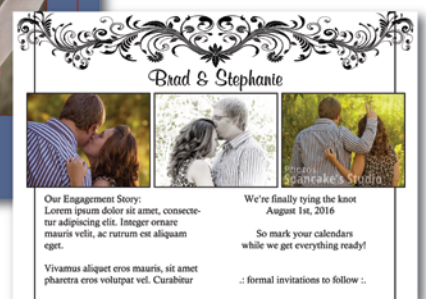 Brad & Stephanie
Photos:
Spancake's Studio
Our Engagement Story:
Lorem ipsum dolor sit amet, consecte-
tur adipiscing elit. Integer ornare
mauris velit, ac rutrum est aliquam
eget.
Vivamus aliquet eros mauris, sit amet
pharetra eros volutpat vel. Curabitur
We're finally tying the knot
August 1st, 2016
So mark your calendars
while we get everything ready!
.: formal invitations to follow :.